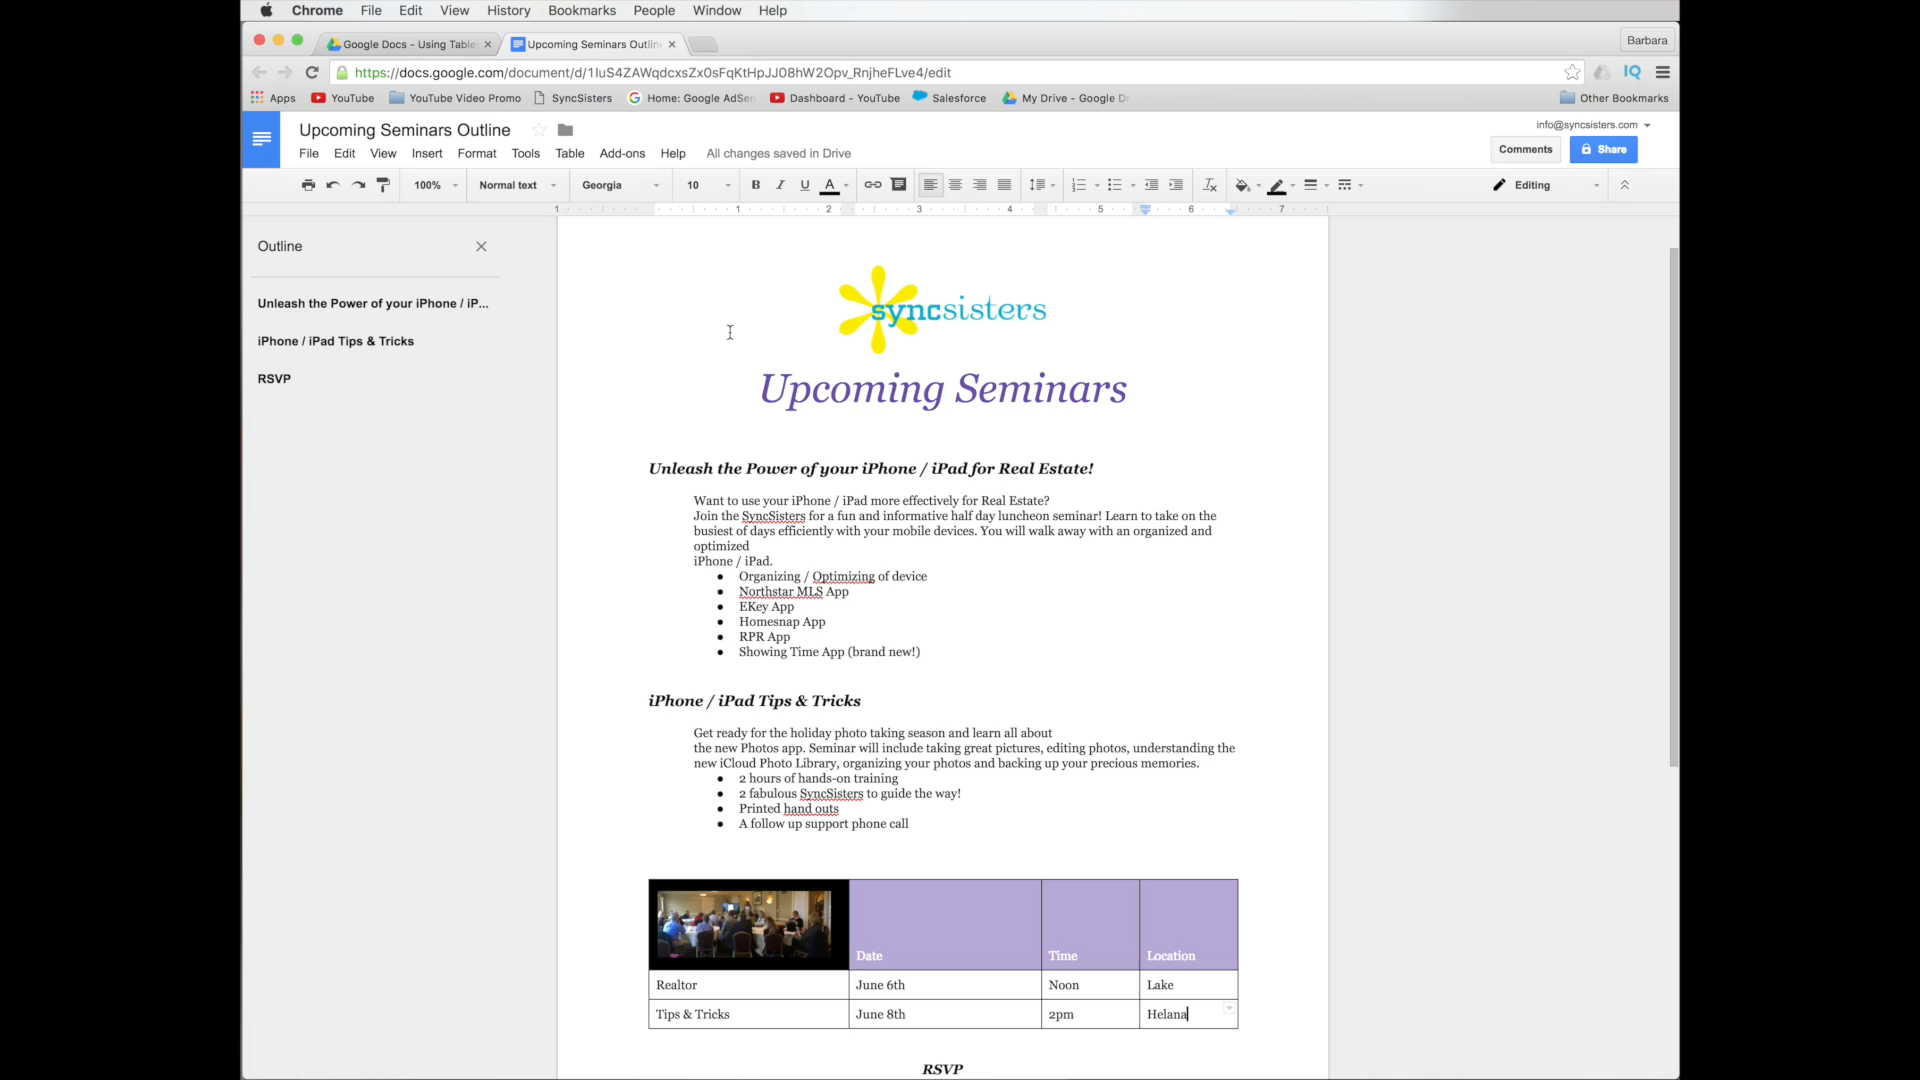 Chrome File Edit View History Bookmarks People Window Help
Google Docs - Using Table
Upcoming Seminars Outlin
Barbara
https://docs.google.com/document/d/1IuS4ZAWqdcxsZx0sFqKtHpJJ08hW2Opv_RnjheFLve4/edit
IQ
Apps YouTube YouTube Video Promo SyncSisters Home: Google AdSen Dashboard - YouTube Salesforce My Drive - Google Dr Other Bookmarks
Upcoming Seminars Outline
info@syncsisters.com
File Edit View Insert Format Tools Table Add-ons Help All changes saved in Drive
Comments
Share
100% Normal text Georgia 10 B I U A Editing
1 1 2 3 4 5 6 7
Outline
Unleash the Power of your iPhone / iP...
iPhone / iPad Tips & Tricks
RSVP
syncsisters
Upcoming Seminars
Unleash the Power of your iPhone / iPad for Real Estate!
Want to use your iPhone / iPad more effectively for Real Estate?
Join the SyncSisters for a fun and informative half day luncheon seminar! Learn to take on the
busiest of days efficiently with your mobile devices. You will walk away with an organized and
optimized
iPhone / iPad.
● Organizing / Optimizing of device
● Northstar MLS App
● EKey App
● Homesnap App
● RPR App
● Showing Time App (brand new!)
iPhone / iPad Tips & Tricks
Get ready for the holiday photo taking season and learn all about
the new Photos app. Seminar will include taking great pictures, editing photos, understanding the
new iCloud Photo Library, organizing your photos and backing up your precious memories.
● 2 hours of hands-on training
● 2 fabulous SyncSisters to guide the way!
● Printed hand outs
● A follow up support phone call
Date Time Location
Realtor June 6th Noon Lake
Tips & Tricks June 8th 2pm Helana
RSVP